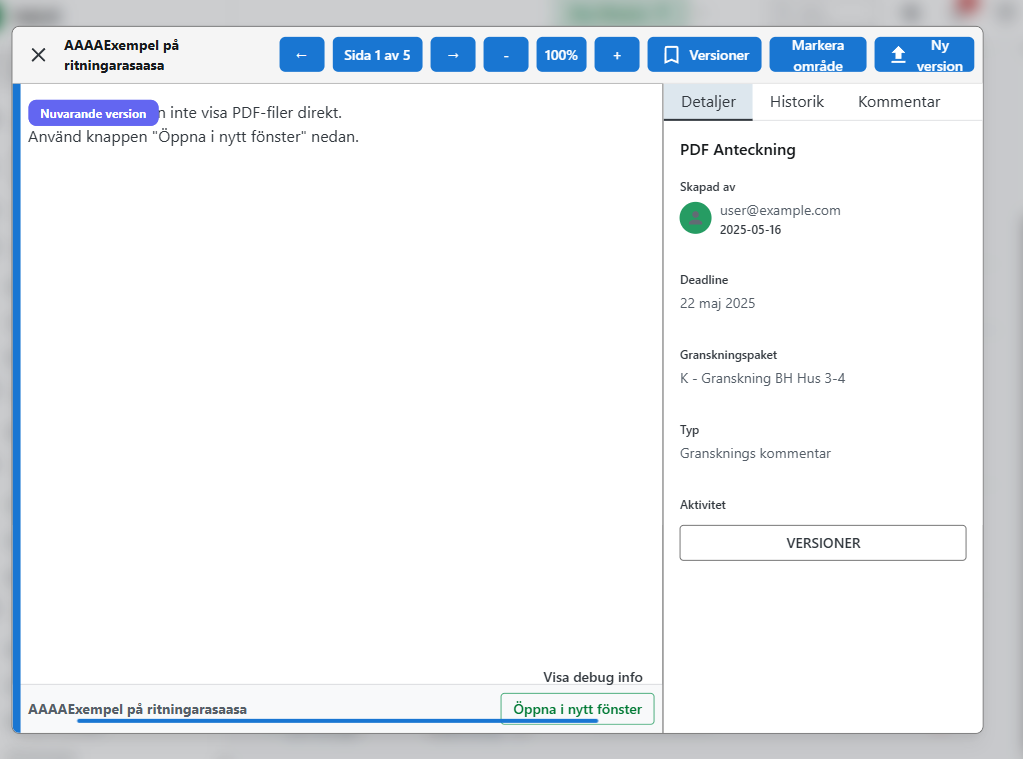 AAAAExempel på
ritningarasaasa
←
Sida 1 av 5
→
-
100%
+
Versioner
Markera
område
Ny
version
Nuvarande version
n inte visa PDF-filer direkt.
Använd knappen "Öppna i nytt fönster" nedan.
Detaljer
Historik
Kommentar
PDF Anteckning
Skapad av
user@example.com
2025-05-16
Deadline
22 maj 2025
Granskningspaket
K - Granskning BH Hus 3-4
Typ
Gransknings kommentar
Aktivitet
VERSIONER
Visa debug info
AAAAExempel på ritningarasaasa
Öppna i nytt fönster